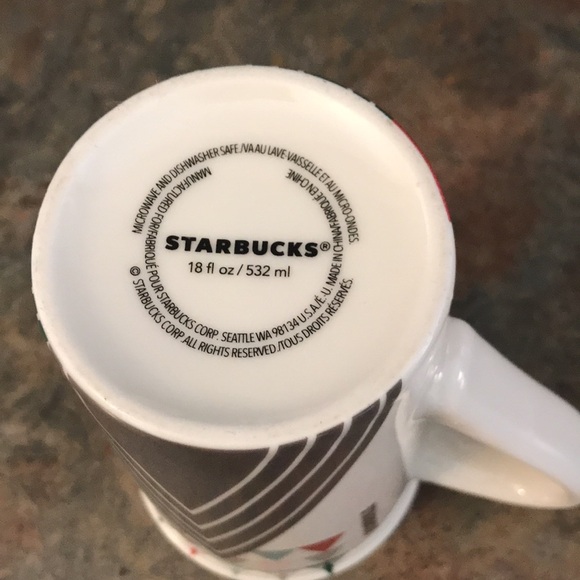 MICROWAVE AND DISHWASHER SAFE /VA AU LAVE VAISSELLE ET AU MICRO-ONDES
MANUFACTURED FOR/FABRIQUE POUR STARBUCKS CORP. SEATTLE WA 98134 U.S.A./E.-U. MADE IN CHINA/FABRIQUE EN CHINE
STARBUCKS®
18 fl oz / 532 ml
© STARBUCKS CORP. ALL RIGHTS RESERVED /TOUS DROITS RÉSERVÉS.